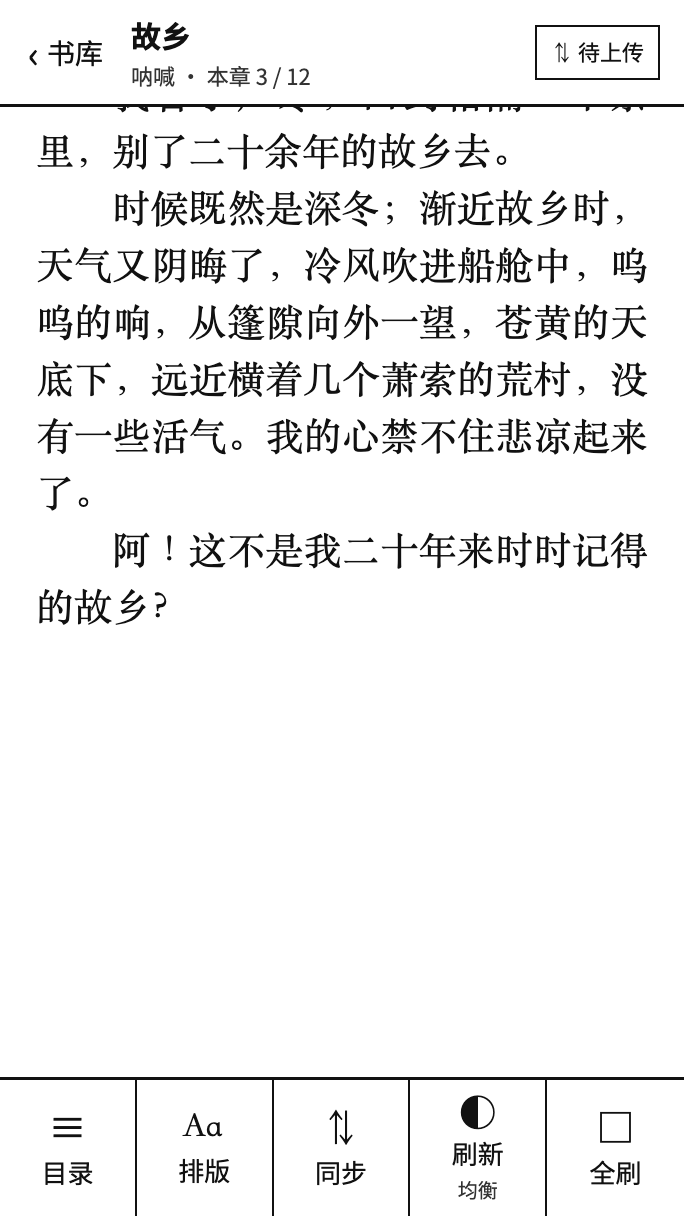 ‹ 书库
故乡
呐喊 · 本章 3 / 12
⇅ 待上传
里，别了二十余年的故乡去。
时候既然是深冬；渐近故乡时，
天气又阴晦了，冷风吹进船舱中，呜
呜的响，从篷隙向外一望，苍黄的天
底下，远近横着几个萧索的荒村，没
有一些活气。我的心禁不住悲凉起来
了。
阿！这不是我二十年来时时记得
的故乡？
目录
Aa
排版
同步
刷新
均衡
全刷